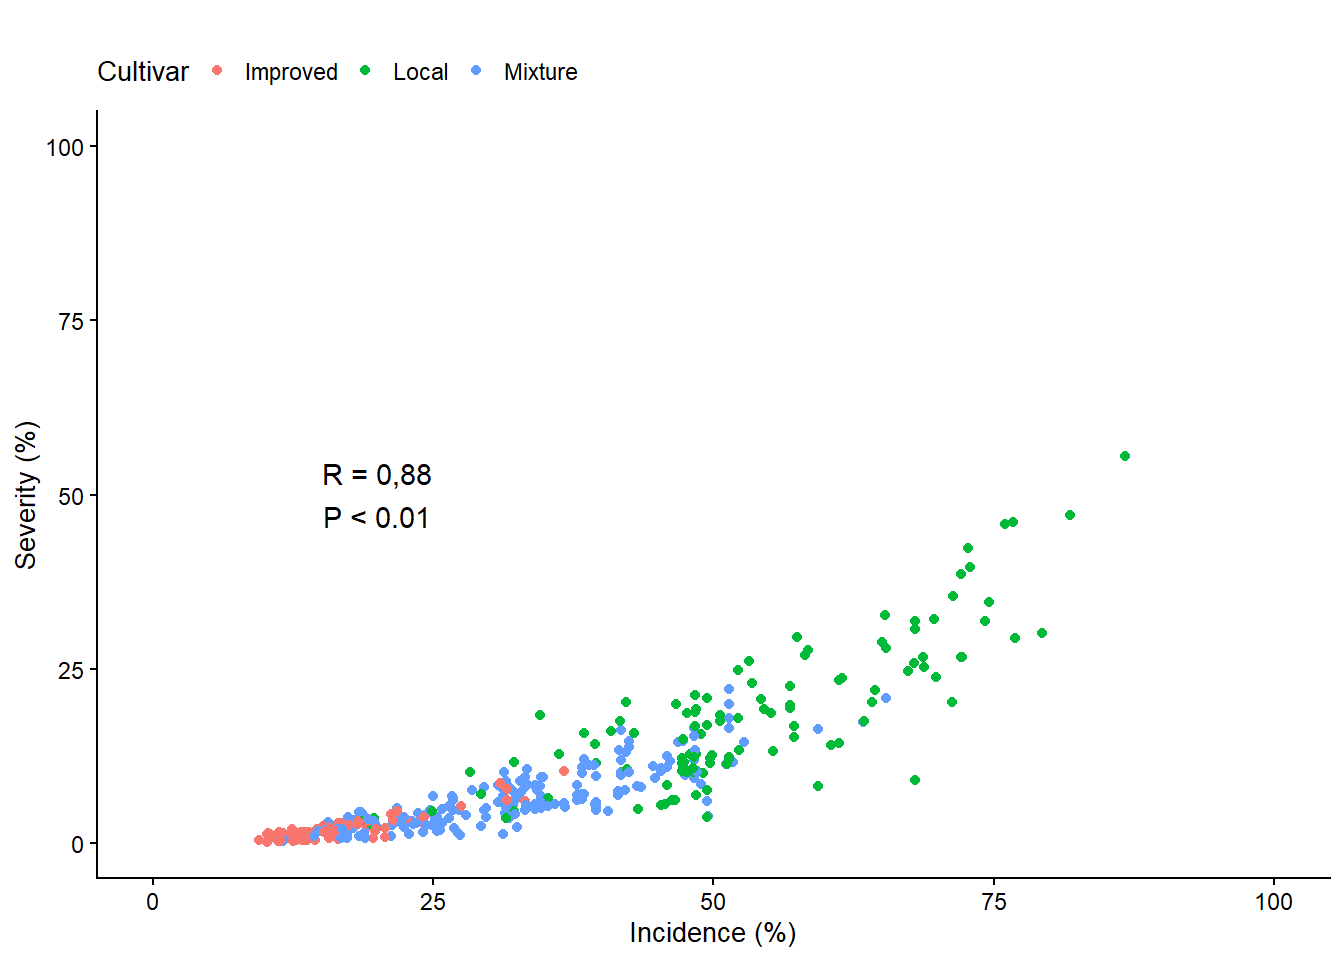 Cultivar Improved Local Mixture
100
75
50
25
0
Severity (%)
R = 0,88
P < 0.01
0 25 50 75 100
Incidence (%)